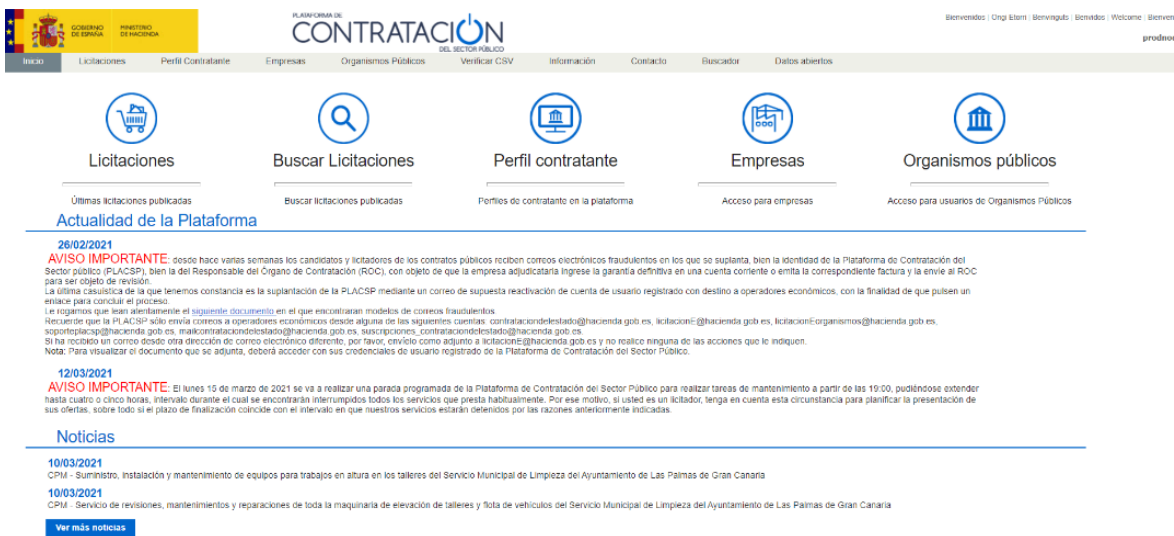 GOBIERNO DE ESPAÑA
MINISTERIO DE HACIENDA
PLATAFORMA DE
CONTRATACIÓN
DEL SECTOR PÚBLICO
Bienvenidos | Ongi Etorri | Benvinguts | Benvidos | Welcome | Bienven
prodnoc
Inicio Licitaciones Perfil Contratante Empresas Organismos Públicos Verificar CSV Información Contacto Buscador Datos abiertos
Licitaciones Buscar Licitaciones Perfil contratante Empresas Organismos públicos
Últimas licitaciones publicadas Buscar licitaciones publicadas Perfiles de contratante en la plataforma Acceso para empresas Acceso para usuarios de Organismos Públicos
Actualidad de la Plataforma
26/02/2021
AVISO IMPORTANTE: desde hace varias semanas los candidatos y licitadores de los contratos públicos reciben correos electrónicos fraudulentos en los que se suplanta, bien la identidad de la Plataforma de Contratación del
Sector público (PLACSP), bien la del Responsable del Órgano de Contratación (ROC), con objeto de que la empresa adjudicataria ingrese la garantía definitiva en una cuenta corriente o emita la correspondiente factura y la envíe al ROC
para ser objeto de revisión.
La última casuística de la que tenemos constancia es la suplantación de la PLACSP mediante un correo de supuesta reactivación de cuenta de usuario registrado con destino a operadores económicos, con la finalidad de que pulsen un
enlace para concluir el proceso.
Le rogamos que lean atentamente el siguiente documento en el que encontraran modelos de correos fraudulentos
Recuerde que la PLACSP sólo envía correos a operadores económicos desde alguna de las siguientes cuentas: contrataciondelestado@hacienda.gob.es, licitacionE@hacienda.gob.es, licitacionEorganismos@hacienda.gob.es,
soporteplacsp@hacienda.gob.es, mailcontrataciondelestado@hacienda.gob.es, suscripciones_contrataciondelestado@hacienda.gob.es.
Si ha recibido un correo desde otra dirección de correo electrónico diferente, por favor, envíelo como adjunto a licitacionE@hacienda.gob.es y no realice ninguna de las acciones que le indiquen.
Nota: Para visualizar el documento que se adjunta, deberá acceder con sus credenciales de usuario registrado de la Plataforma de Contratación del Sector Público.
12/03/2021
AVISO IMPORTANTE: El lunes 15 de marzo de 2021 se va a realizar una parada programada de la Plataforma de Contratación del Sector Público para realizar tareas de mantenimiento a partir de las 19:00, pudiéndose extender
hasta cuatro o cinco horas, intervalo durante el cual se encontrarán interrumpidos todos los servicios que presta habitualmente. Por ese motivo, si usted es un licitador, tenga en cuenta esta circunstancia para planificar la presentación de
sus ofertas, sobre todo si el plazo de finalización coincide con el intervalo en que nuestros servicios estarán detenidos por las razones anteriormente indicadas.
Noticias
10/03/2021
CPM - Suministro, instalación y mantenimiento de equipos para trabajos en altura en los talleres del Servicio Municipal de Limpieza del Ayuntamiento de Las Palmas de Gran Canaria
10/03/2021
CPM - Servicio de revisiones, mantenimientos y reparaciones de toda la maquinaria de elevación de talleres y flota de vehículos del Servicio Municipal de Limpieza del Ayuntamiento de Las Palmas de Gran Canaria
Ver más noticias